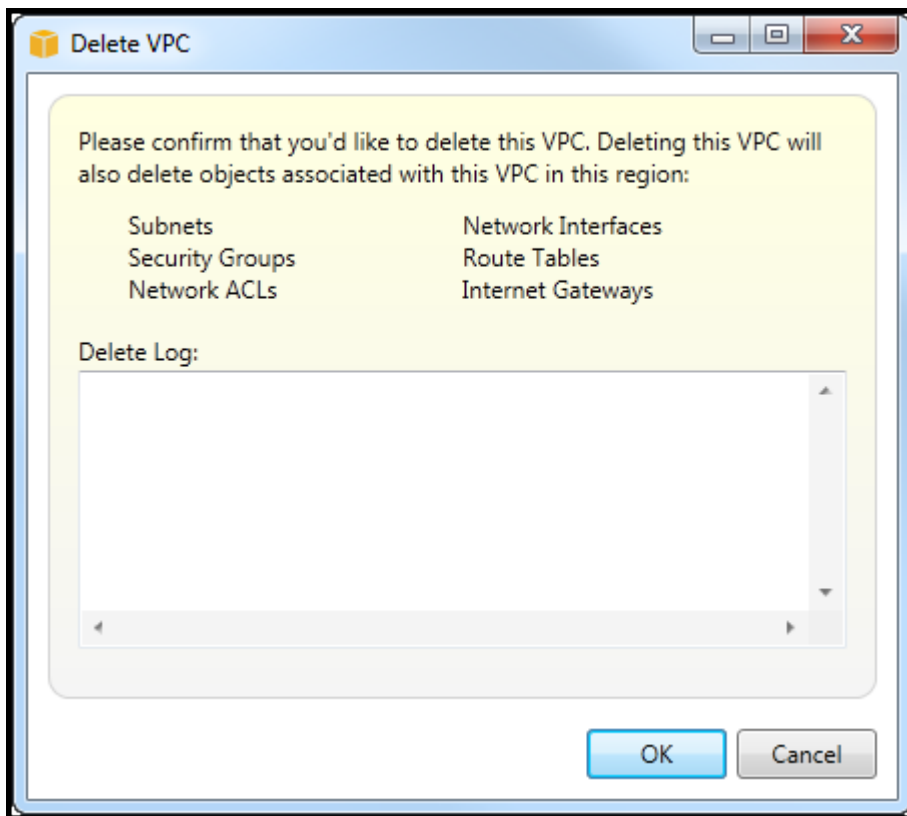 Delete VPC
Please confirm that you'd like to delete this VPC. Deleting this VPC will
also delete objects associated with this VPC in this region:
Subnets Network Interfaces
Security Groups Route Tables
Network ACLs Internet Gateways
Delete Log:
OK Cancel